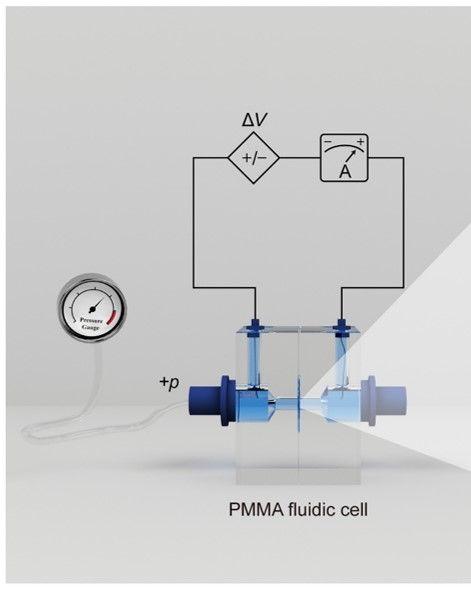 ΔV
+/−
− +
A
Pressure
Gauge
+p
PMMA fluidic cell